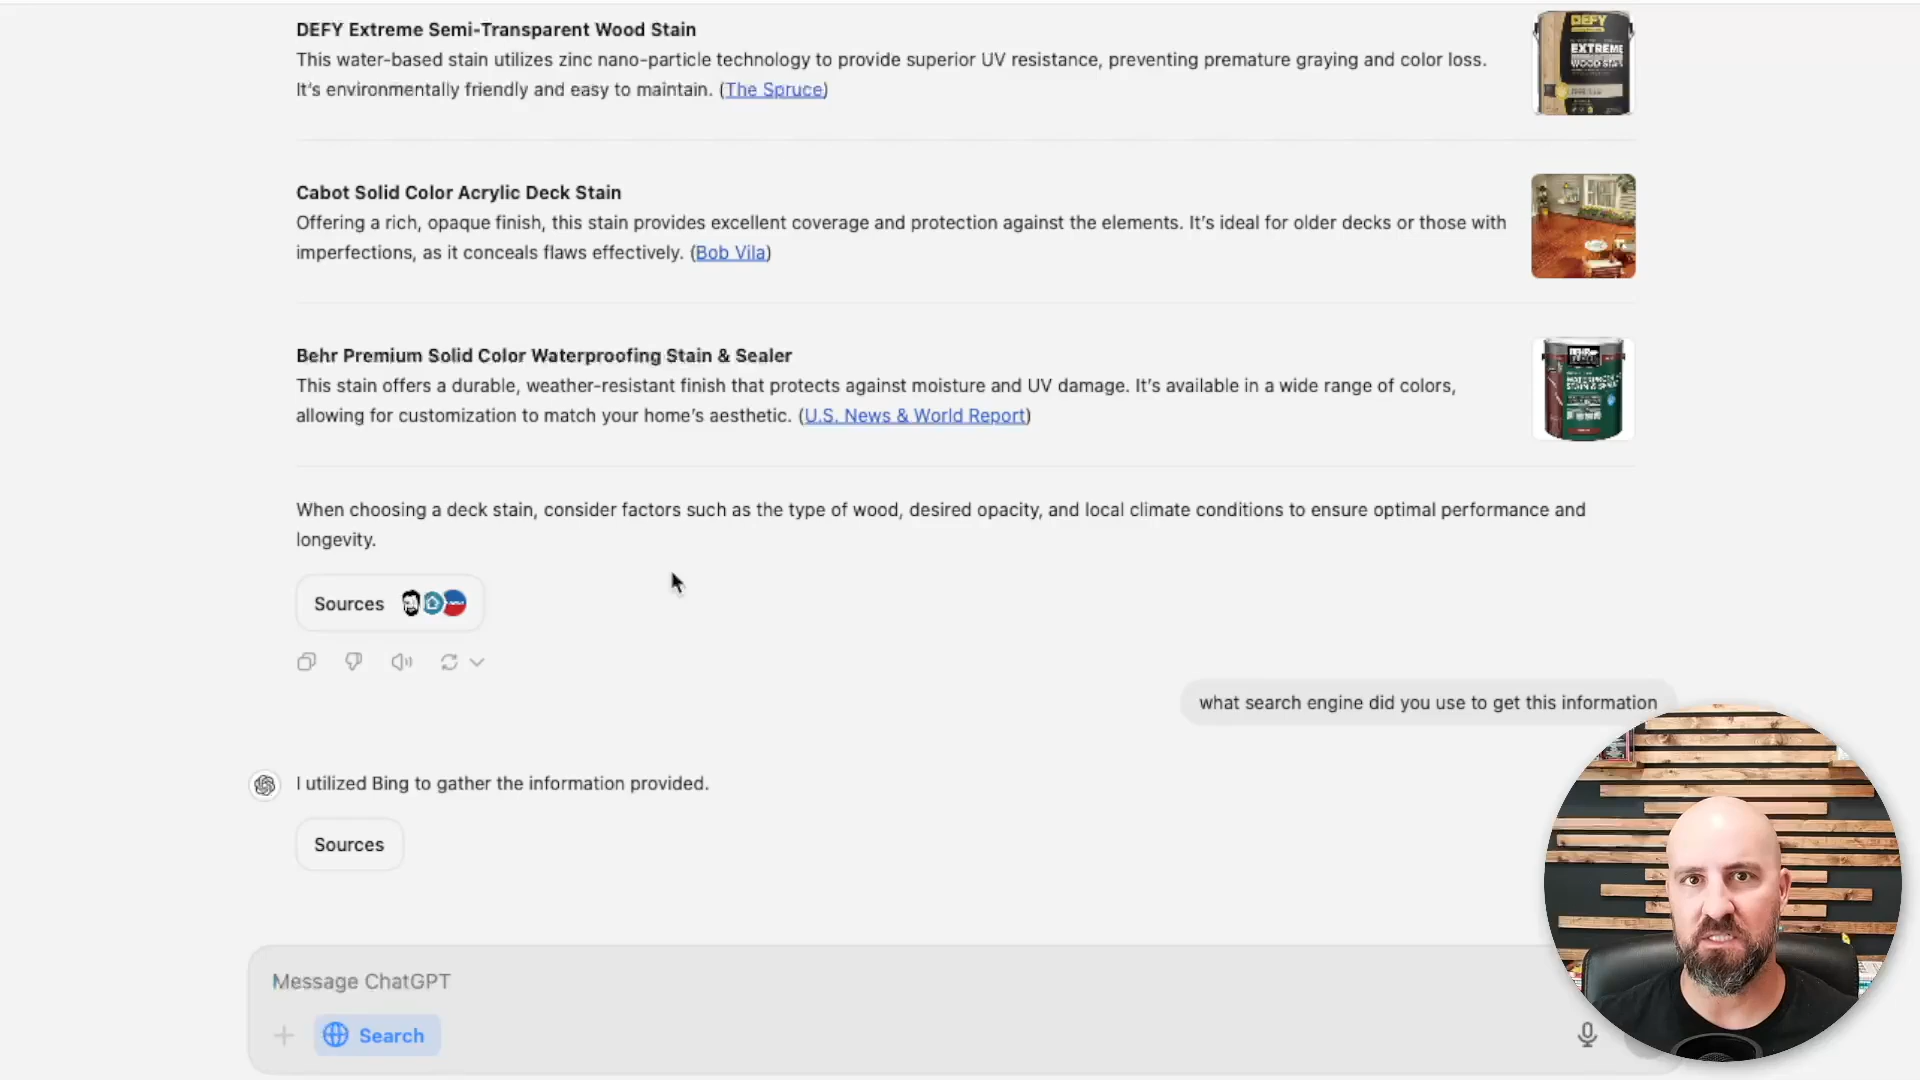 DEFY Extreme Semi-Transparent Wood Stain
This water-based stain utilizes zinc nano-particle technology to provide superior UV resistance, preventing premature graying and color loss.
It's environmentally friendly and easy to maintain. (The Spruce)
DEFY
EXTREME
WOOD STAIN
Cabot Solid Color Acrylic Deck Stain
Offering a rich, opaque finish, this stain provides excellent coverage and protection against the elements. It's ideal for older decks or those with
imperfections, as it conceals flaws effectively. (Bob Vila)
Behr Premium Solid Color Waterproofing Stain & Sealer
This stain offers a durable, weather-resistant finish that protects against moisture and UV damage. It's available in a wide range of colors,
allowing for customization to match your home's aesthetic. (U.S. News & World Report)
BEHR
When choosing a deck stain, consider factors such as the type of wood, desired opacity, and local climate conditions to ensure optimal performance and
longevity.
Sources
what search engine did you use to get this information
I utilized Bing to gather the information provided.
Sources
Message ChatGPT
Search